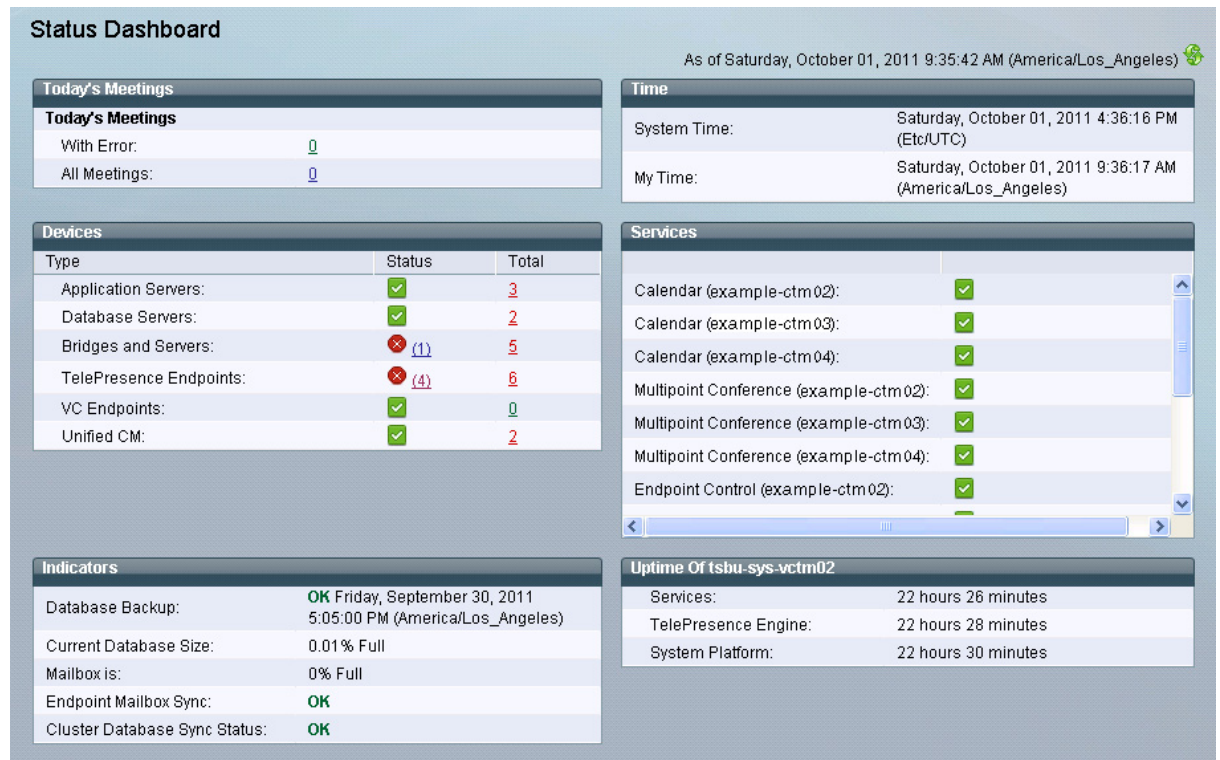 Status Dashboard
As of Saturday, October 01, 2011 9:35:42 AM (America/Los_Angeles)
Today's Meetings
Today's Meetings
With Error: 0
All Meetings: 0
Time
System Time: Saturday, October 01, 2011 4:36:16 PM
(Etc/UTC)
My Time: Saturday, October 01, 2011 9:36:17 AM
(America/Los_Angeles)
Devices
Type Status Total
Application Servers: 3
Database Servers: 2
Bridges and Servers: (1) 5
TelePresence Endpoints: (4) 6
VC Endpoints: 0
Unified CM: 2
Services
Calendar (example-ctm02):
Calendar (example-ctm03):
Calendar (example-ctm04):
Multipoint Conference (example-ctm02):
Multipoint Conference (example-ctm03):
Multipoint Conference (example-ctm04):
Endpoint Control (example-ctm02):
Indicators
Database Backup: OK Friday, September 30, 2011
5:05:00 PM (America/Los_Angeles)
Current Database Size: 0.01% Full
Mailbox is: 0% Full
Endpoint Mailbox Sync: OK
Cluster Database Sync Status: OK
Uptime Of tsbu-sys-vctm02
Services: 22 hours 26 minutes
TelePresence Engine: 22 hours 28 minutes
System Platform: 22 hours 30 minutes